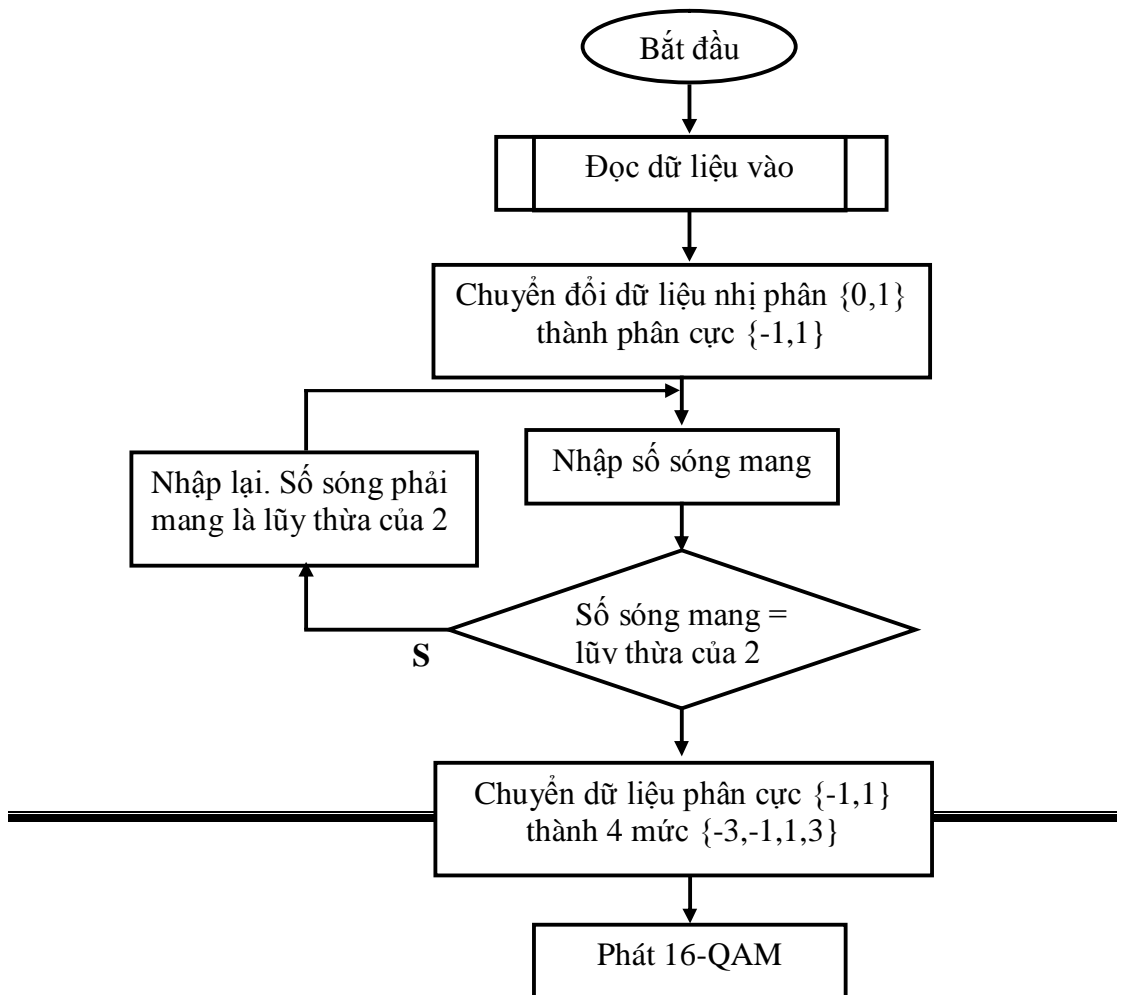 Bắt đầu
Đọc dữ liệu vào
Chuyển đổi dữ liệu nhị phân {0,1}
thành phân cực {-1,1}
Nhập số sóng mang
Nhập lại. Số sóng phải
mang là lũy thừa của 2
Số sóng mang =
lũy thừa của 2
S
Chuyển dữ liệu phân cực {-1,1}
thành 4 mức {-3,-1,1,3}
Phát 16-QAM